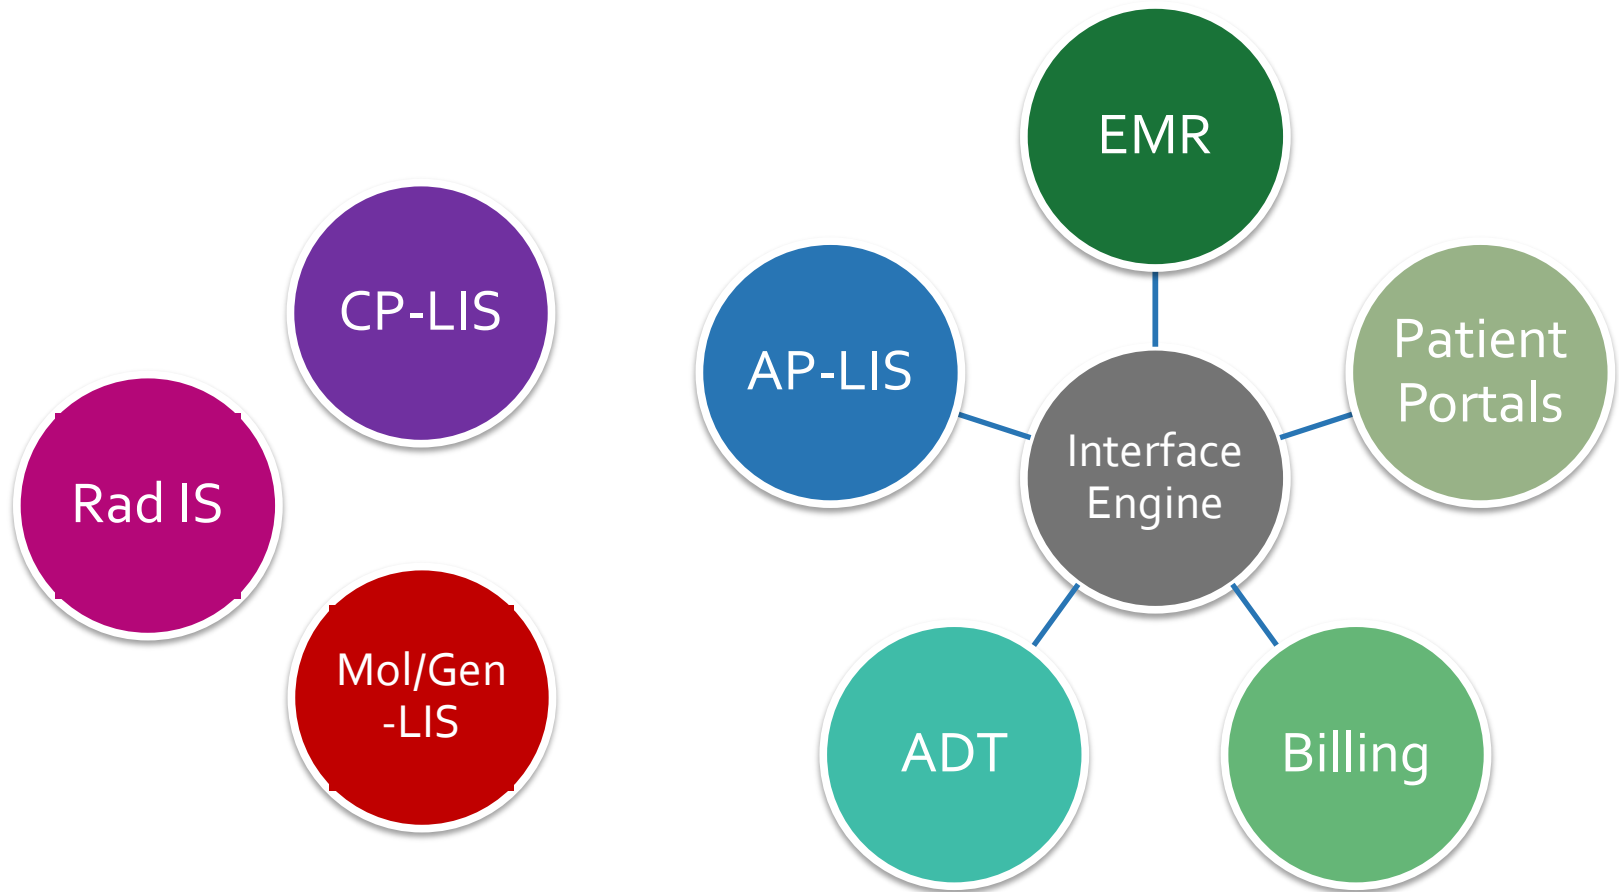 EMR
CP-LIS
AP-LIS
Patient
Portals
Interface
Engine
Rad IS
Mol/Gen
-LIS
ADT
Billing